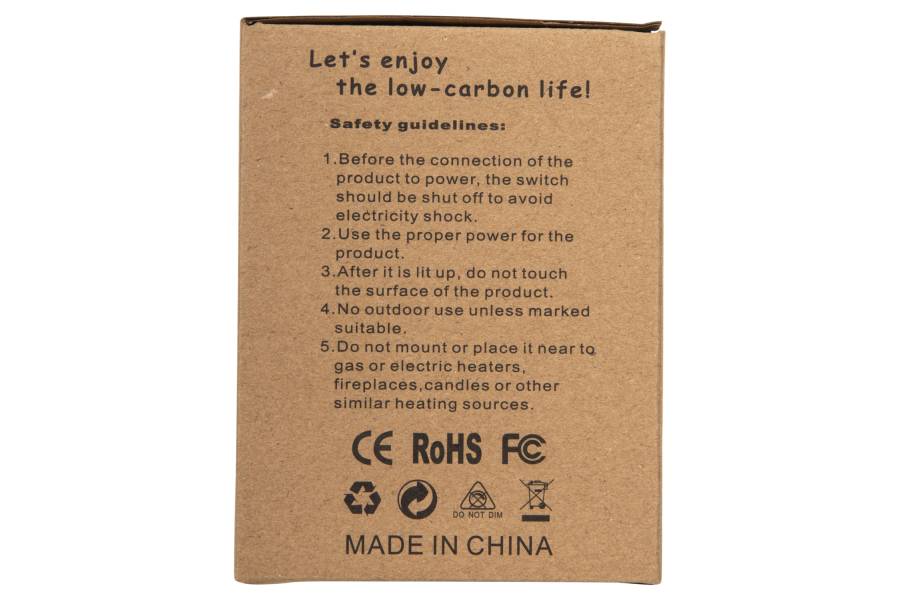 Let's enjoy
the low-carbon life!
Safety guidelines:
1.Before the connection of the
product to power, the switch
should be shut off to avoid
electricity shock.
2.Use the proper power for the
product.
3.After it is lit up, do not touch
the surface of the product.
4.No outdoor use unless marked
suitable.
5.Do not mount or place it near to
gas or electric heaters,
fireplaces,candles or other
similar heating sources.
CE RoHS FC
DO NOT DIM
MADE IN CHINA